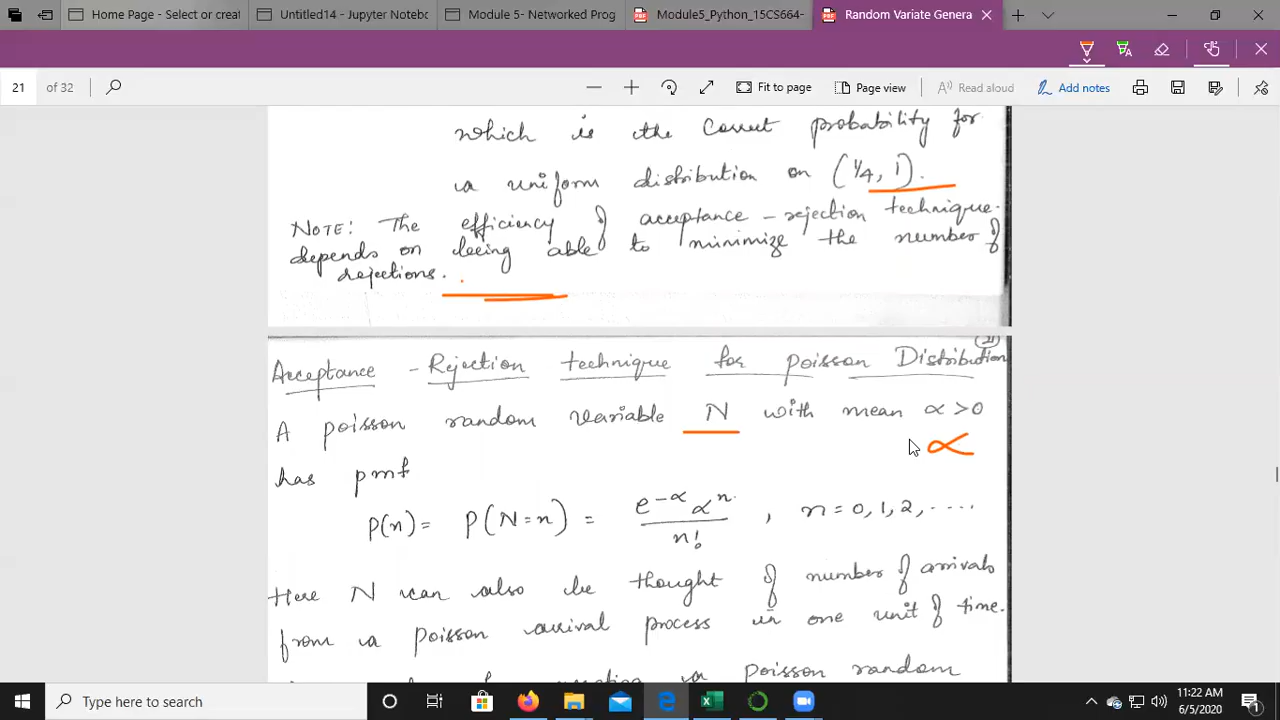 Home Page - Select or creat
Untitled14 - Jupyter Notebo
Module 5- Networked Prog
Module5_Python_15CS664-
Random Variate Genera
21 of 32
Fit to page
Page view
Read aloud
Add notes
which is the correct probability for
a uniform distribution on (1/4, 1).
NOTE: The efficiency of acceptance - rejection technique
depends on being able to minimize the number of
rejections.
21
Acceptance - Rejection technique for poisson Distribution
A poisson random variable N with mean α >0
α
has pmf
P(n) = P(N=n) = e^-α α^n / n! , n = 0, 1, 2, ....
Here N can also be thought of number of arrivals
from a poisson arrival process in one unit of time.
a poisson random
Type here to search
11:22 AM
6/5/2020
1